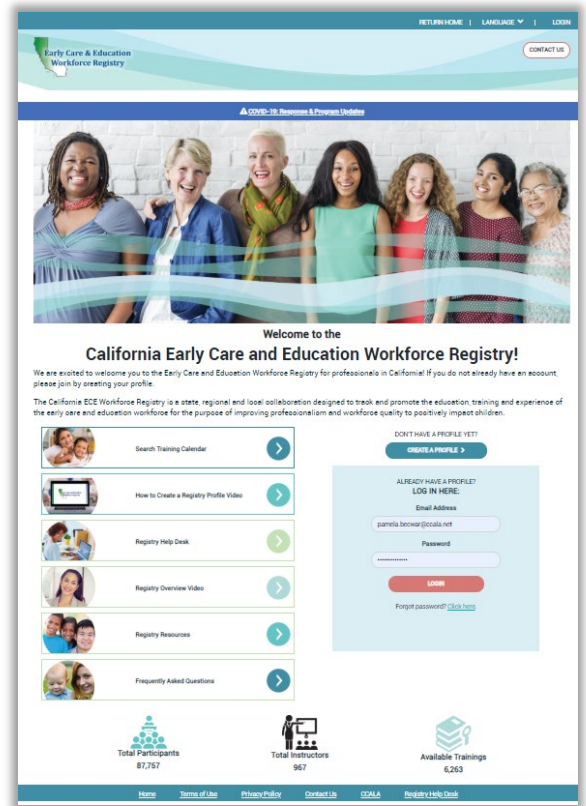 RETURN HOME | LANGUAGE | LOGIN
Early Care & Education
Workforce Registry
CONTACT US
COVID-19: Response & Program Updates
Welcome to the
California Early Care and Education Workforce Registry!
We are excited to welcome you to the Early Care and Education Workforce Registry for professionals in California! If you do not already have an account,
please join by creating your profile.
The California ECE Workforce Registry is a state, regional and local collaboration designed to track and promote the education, training and experience of
the early care and education workforce for the purpose of improving professionalism and workforce quality to positively impact children.
Search Training Calendar
How to Create a Registry Profile Video
Registry Help Desk
Registry Overview Video
Registry Resources
Frequently Asked Questions
DON'T HAVE A PROFILE YET?
CREATE A PROFILE >
ALREADY HAVE A PROFILE?
LOG IN HERE:
Email Address
pamela.becwar@ccala.net
Password
LOGIN
Forgot password? Click here
Total Participants
87,757
Total Instructors
967
Available Trainings
6,263
Home Terms of Use Privacy Policy Contact Us CCALA Registry Help Desk